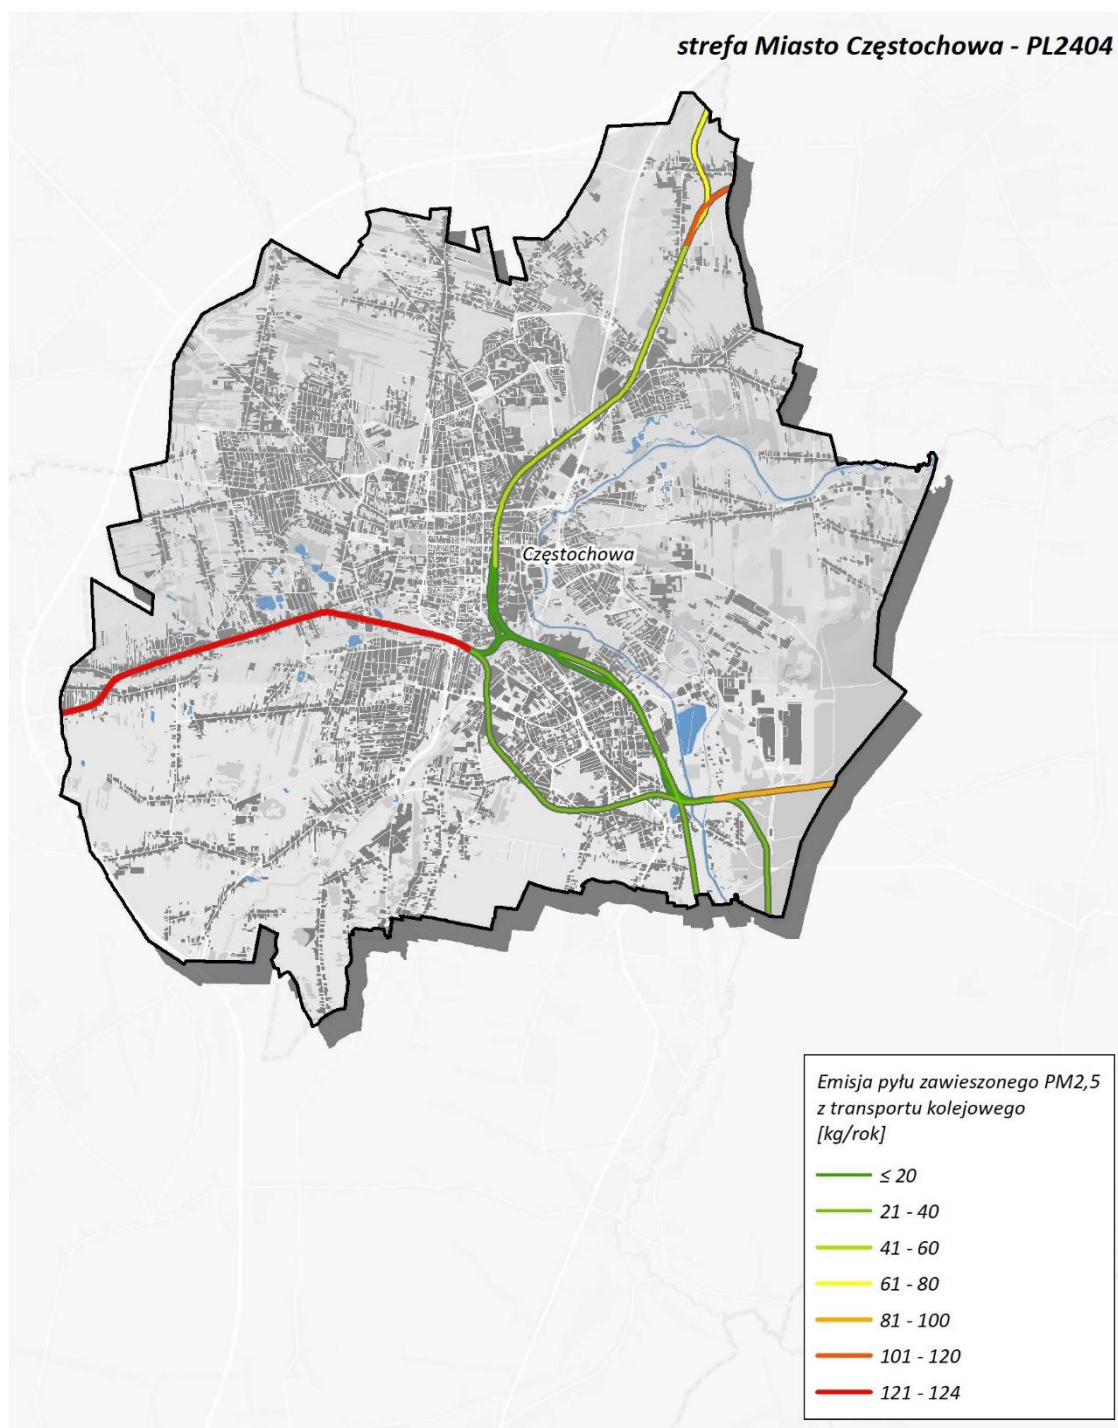 strefa Miasto Częstochowa - PL2404
Częstochowa
Emisja pyłu zawieszonego PM2,5
z transportu kolejowego
[kg/rok]
≤ 20
21 - 40
41 - 60
61 - 80
81 - 100
101 - 120
121 - 124